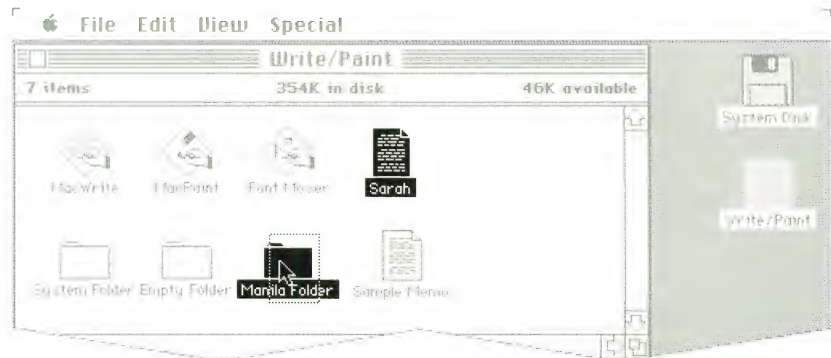 File Edit View Special
Write/Paint
7 items 354K in disk 46K available
System Disk
MacWrite MacPaint Font Mover Sarah
Write/Paint
System Folder Empty Folder Manila Folder Sample Memo